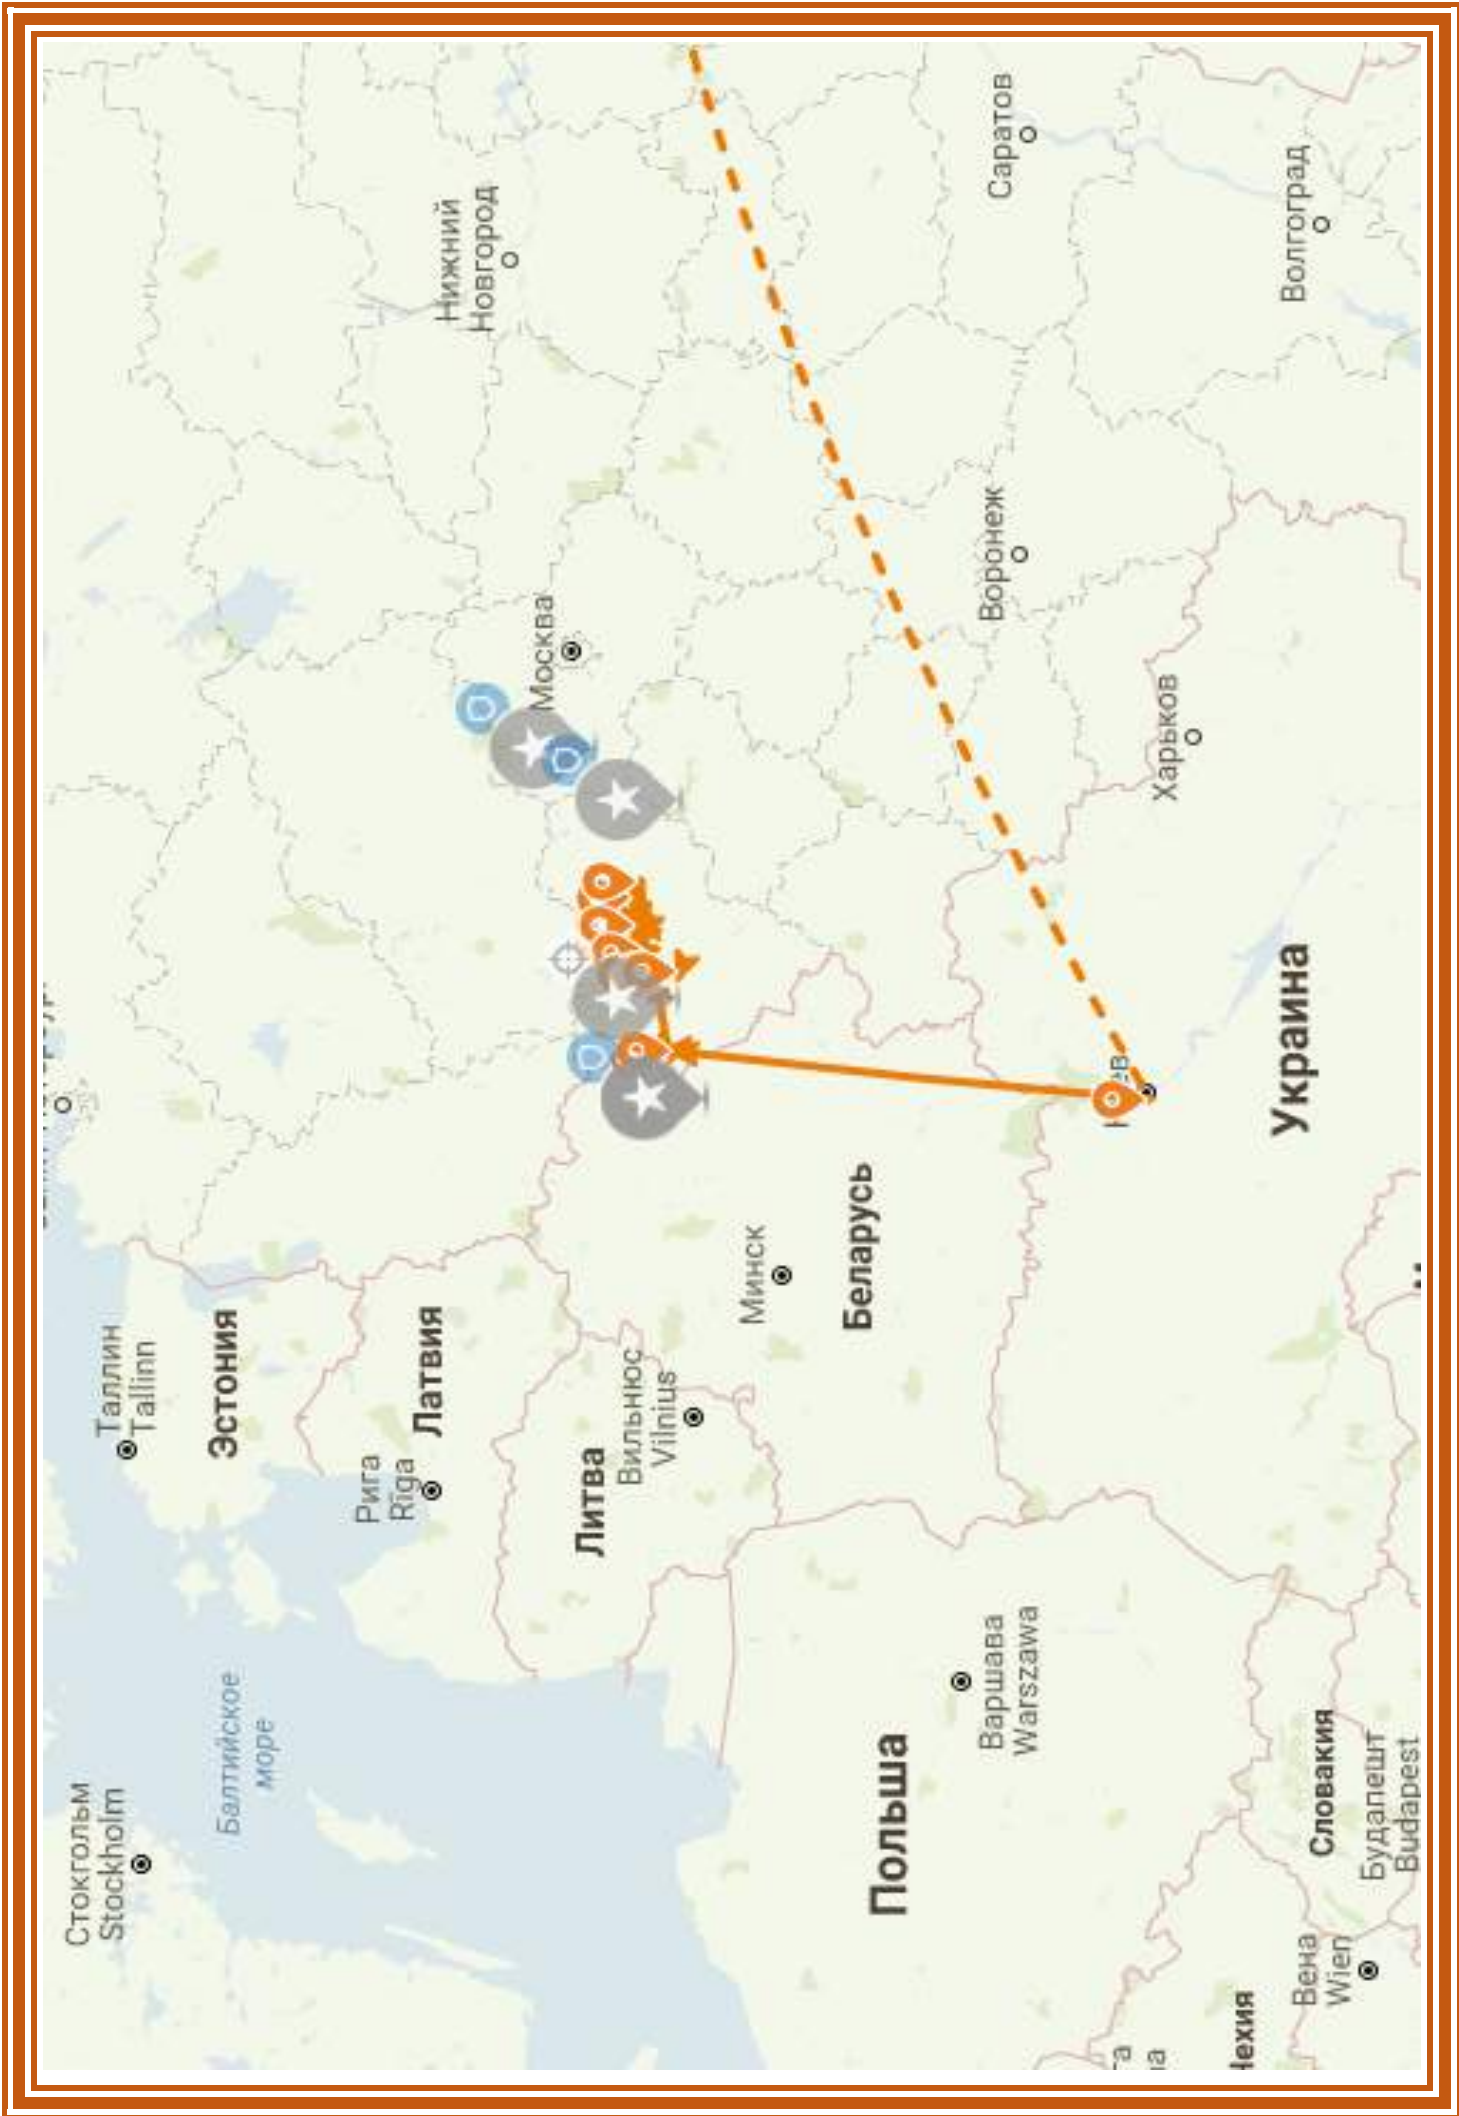 Стокгольм
Stockholm
Балтийское
море
Таллин
Tallinn
Эстония
Рига
Rīga
Латвия
Литва
Вильнюс
Vilnius
Минск
Беларусь
Польша
Варшава
Warszawa
Словакия
Будапешт
Budapest
Вена
Wien
Украина
Харьков
Москва
Нижний
Новгород
Воронеж
Саратов
Волгоград